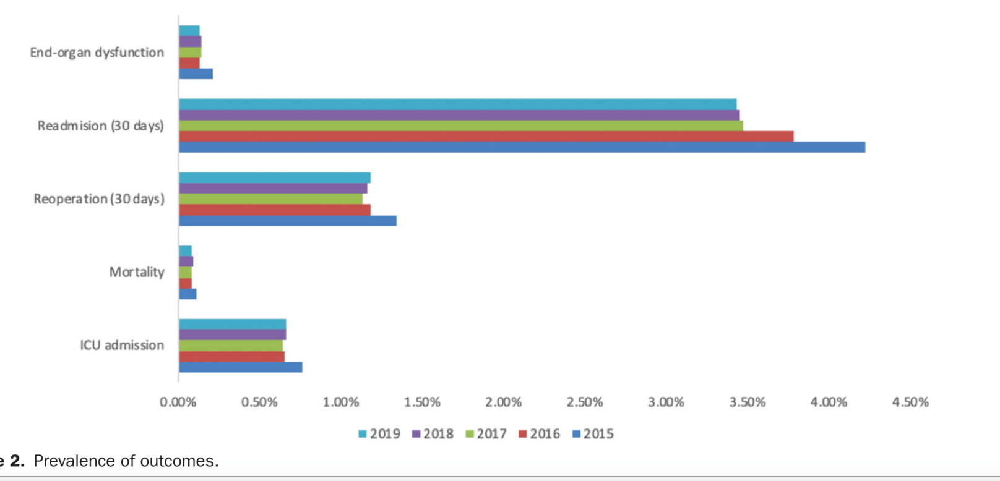 End-organ dysfunction
Readmision (30 days)
Reoperation (30 days)
Mortality
ICU admission
0.00% 0.50% 1.00% 1.50% 2.00% 2.50% 3.00% 3.50% 4.00% 4.50%
2019 2018 2017 2016 2015
e 2. Prevalence of outcomes.